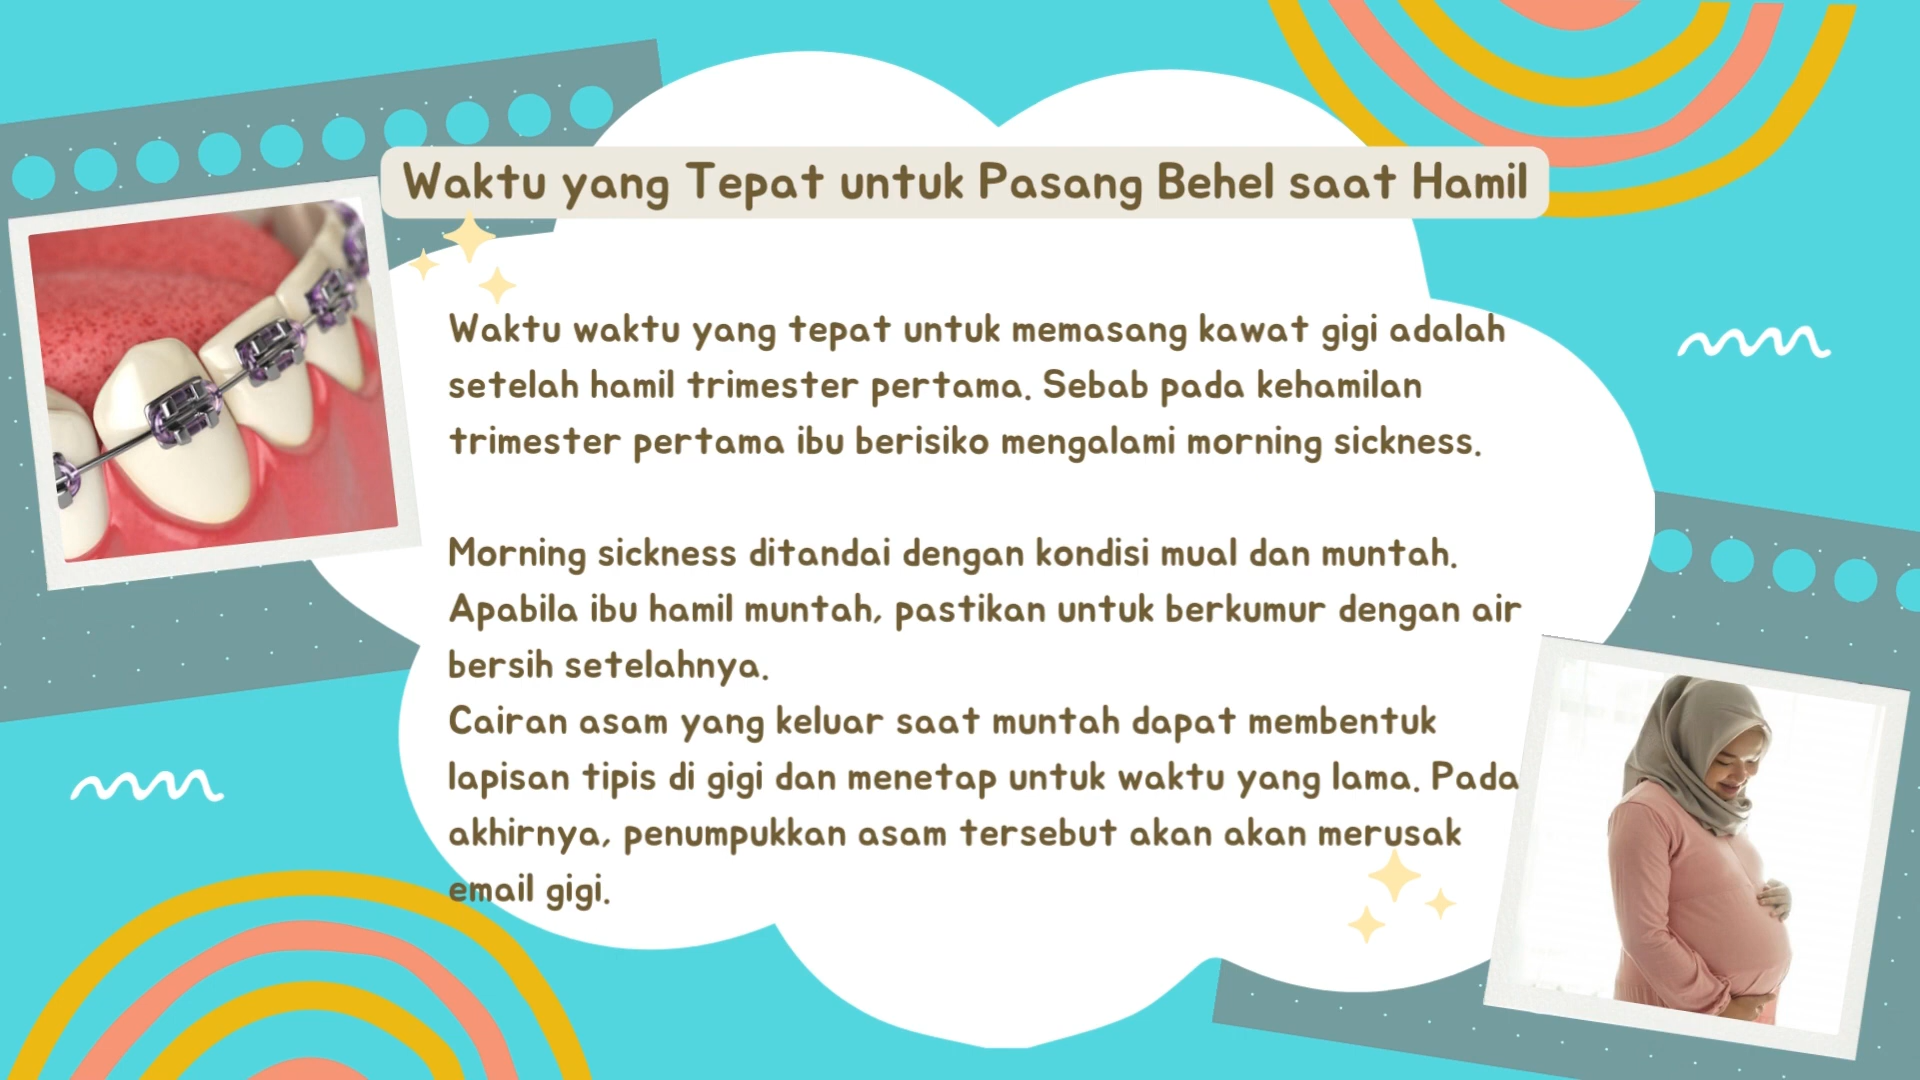 Waktu yang Tepat untuk Pasang Behel saat Hamil
Waktu waktu yang tepat untuk memasang kawat gigi adalah
setelah hamil trimester pertama. Sebab pada kehamilan
trimester pertama ibu berisiko mengalami morning sickness.
Morning sickness ditandai dengan kondisi mual dan muntah.
Apabila ibu hamil muntah, pastikan untuk berkumur dengan air
bersih setelahnya.
Cairan asam yang keluar saat muntah dapat membentuk
lapisan tipis di gigi dan menetap untuk waktu yang lama. Pada
akhirnya, penumpukkan asam tersebut akan akan merusak
email gigi.